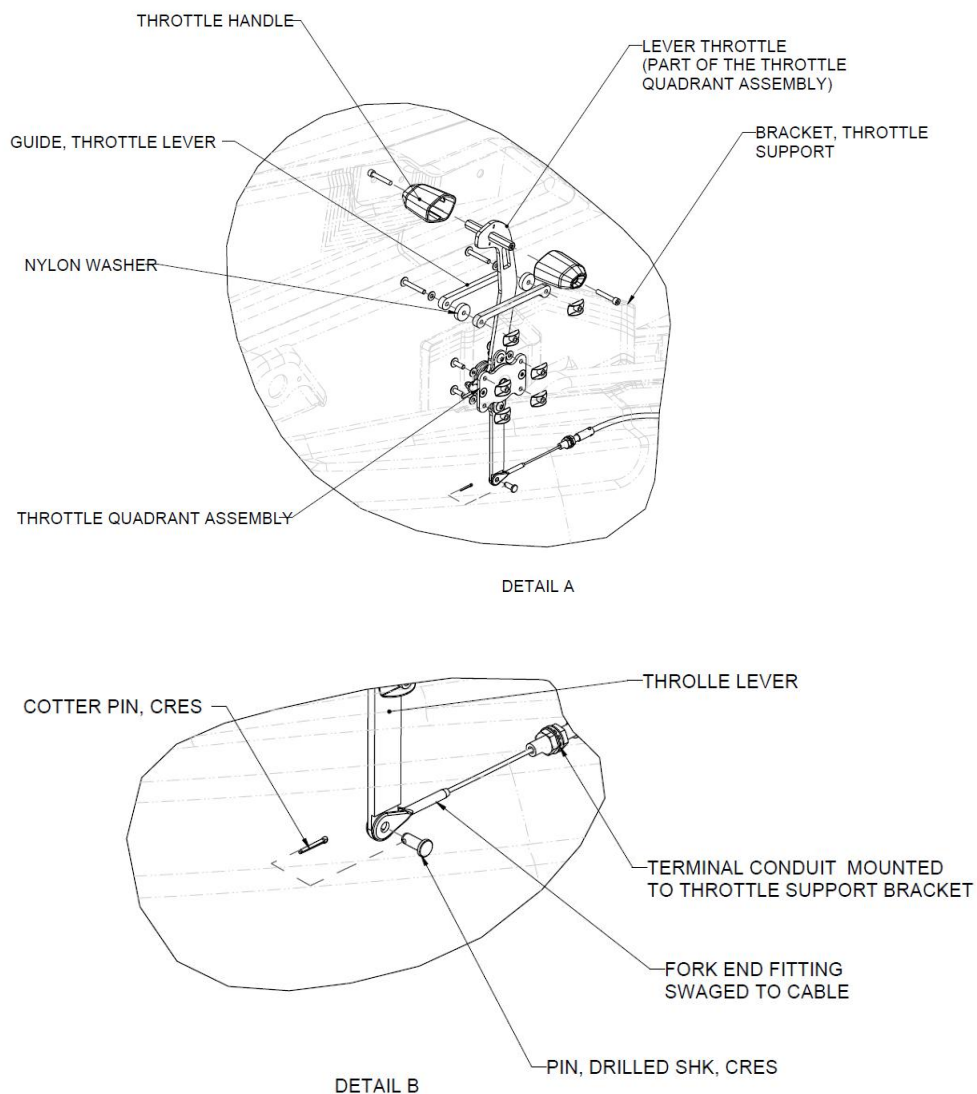 THROTTLE HANDLE
LEVER THROTTLE
(PART OF THE THROTTLE
QUADRANT ASSEMBLY)
GUIDE, THROTTLE LEVER
BRACKET, THROTTLE
SUPPORT
NYLON WASHER
THROTTLE QUADRANT ASSEMBLY
DETAIL A
THROLLE LEVER
COTTER PIN, CRES
TERMINAL CONDUIT MOUNTED
TO THROTTLE SUPPORT BRACKET
FORK END FITTING
SWAGED TO CABLE
PIN, DRILLED SHK, CRES
DETAIL B